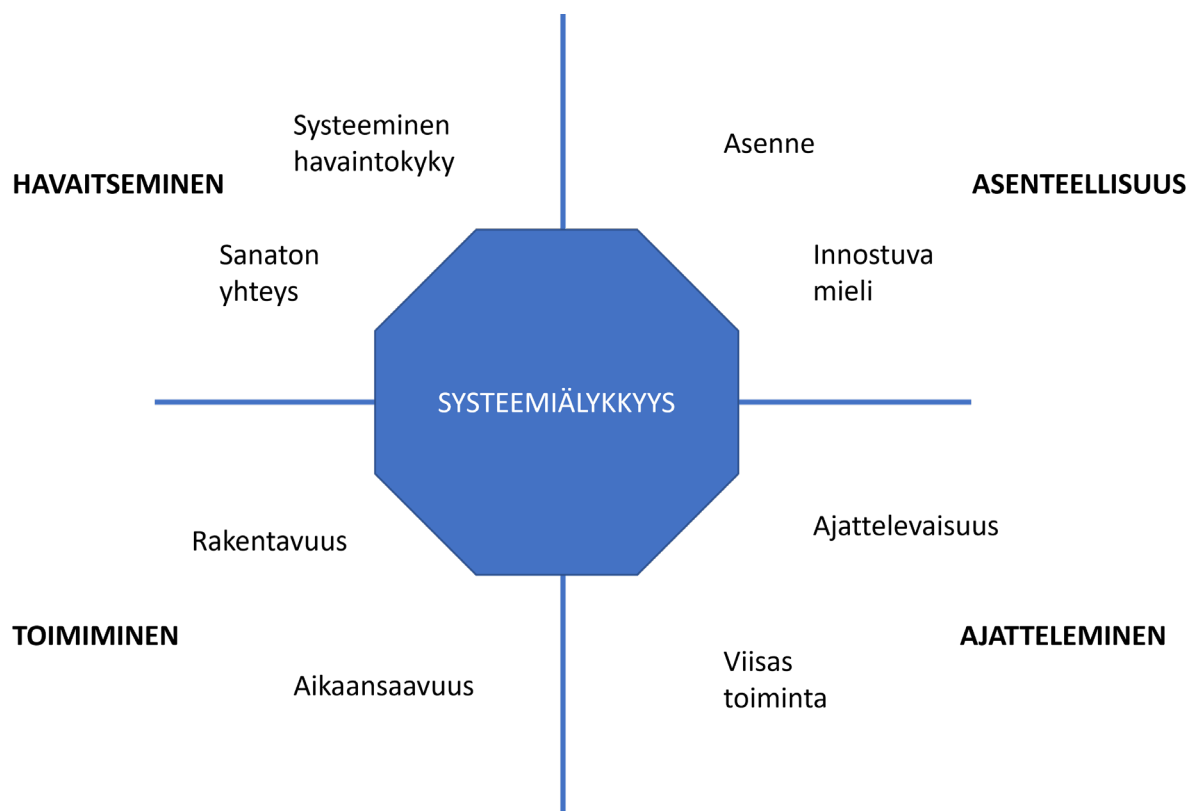 Systeeminen
havaintokyky
Asenne
HAVAITSEMINEN
ASENTEELLISUUS
Sanaton
yhteys
Innostuva
mieli
SYSTEEMIÄLYKKYYS
Rakentavuus
Ajattelevaisuus
TOIMIMINEN
AJATTELEMINEN
Aikaansaavuus
Viisas
toiminta